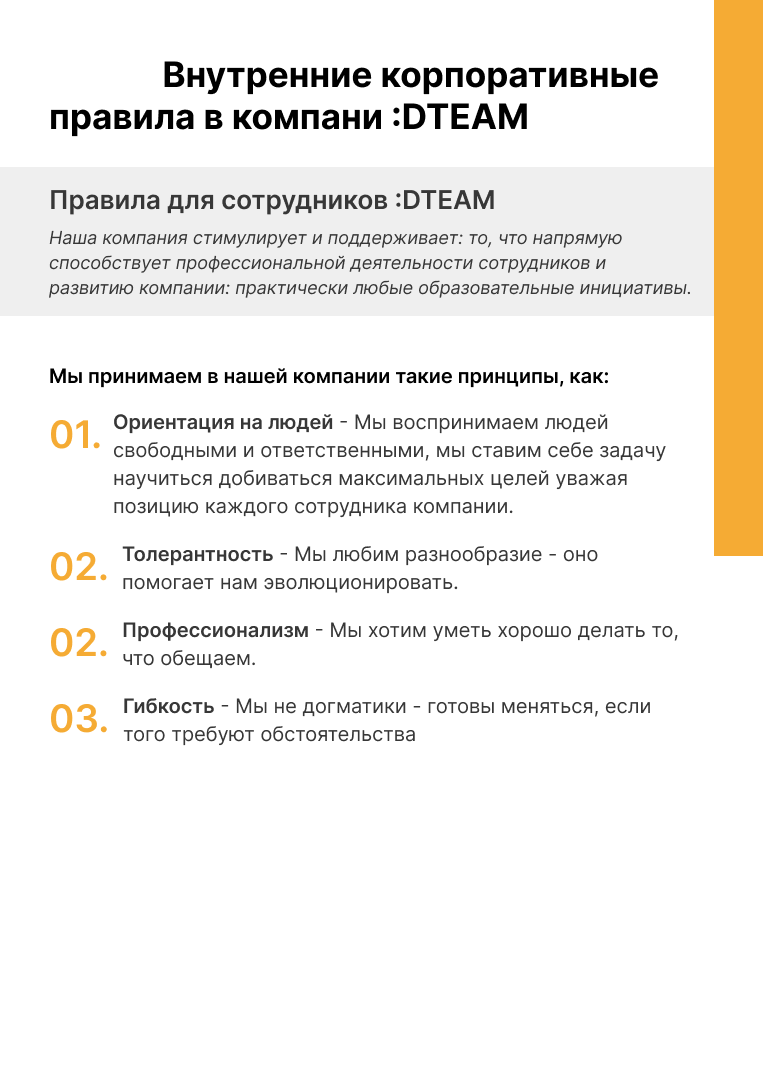 Внутренние корпоративные
правила в компани :DTEAM
Правила для сотрудников :DTEAM
Наша компания стимулирует и поддерживает: то, что напрямую
способствует профессиональной деятельности сотрудников и
развитию компании: практически любые образовательные инициативы.
Мы принимаем в нашей компании такие принципы, как:
01. Ориентация на людей - Мы воспринимаем людей
свободными и ответственными, мы ставим себе задачу
научиться добиваться максимальных целей уважая
позицию каждого сотрудника компании.
02. Толерантность - Мы любим разнообразие - оно
помогает нам эволюционировать.
02. Профессионализм - Мы хотим уметь хорошо делать то,
что обещаем.
03. Гибкость - Мы не догматики - готовы меняться, если
того требуют обстоятельства